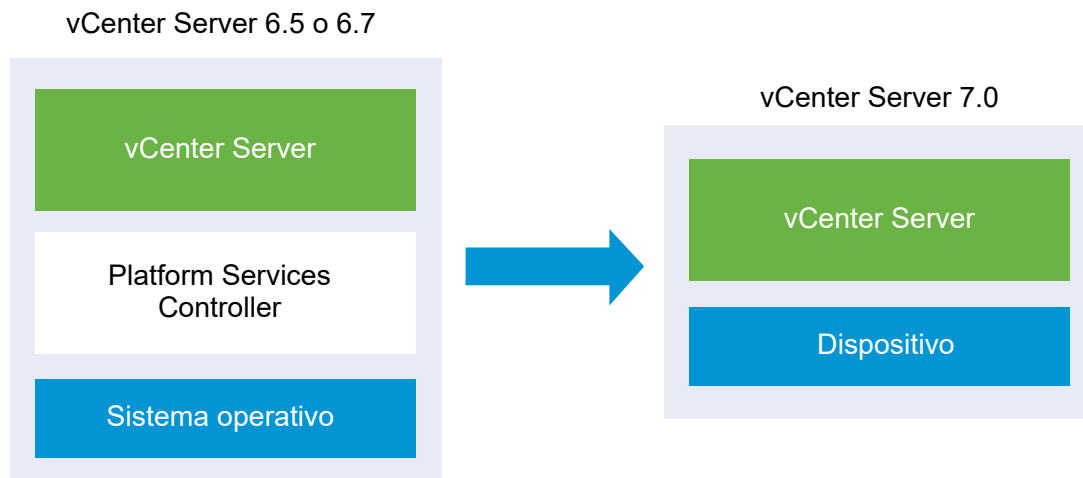 vCenter Server 6.5 o 6.7
vCenter Server
Platform Services
Controller
Sistema operativo
vCenter Server 7.0
vCenter Server
Dispositivo